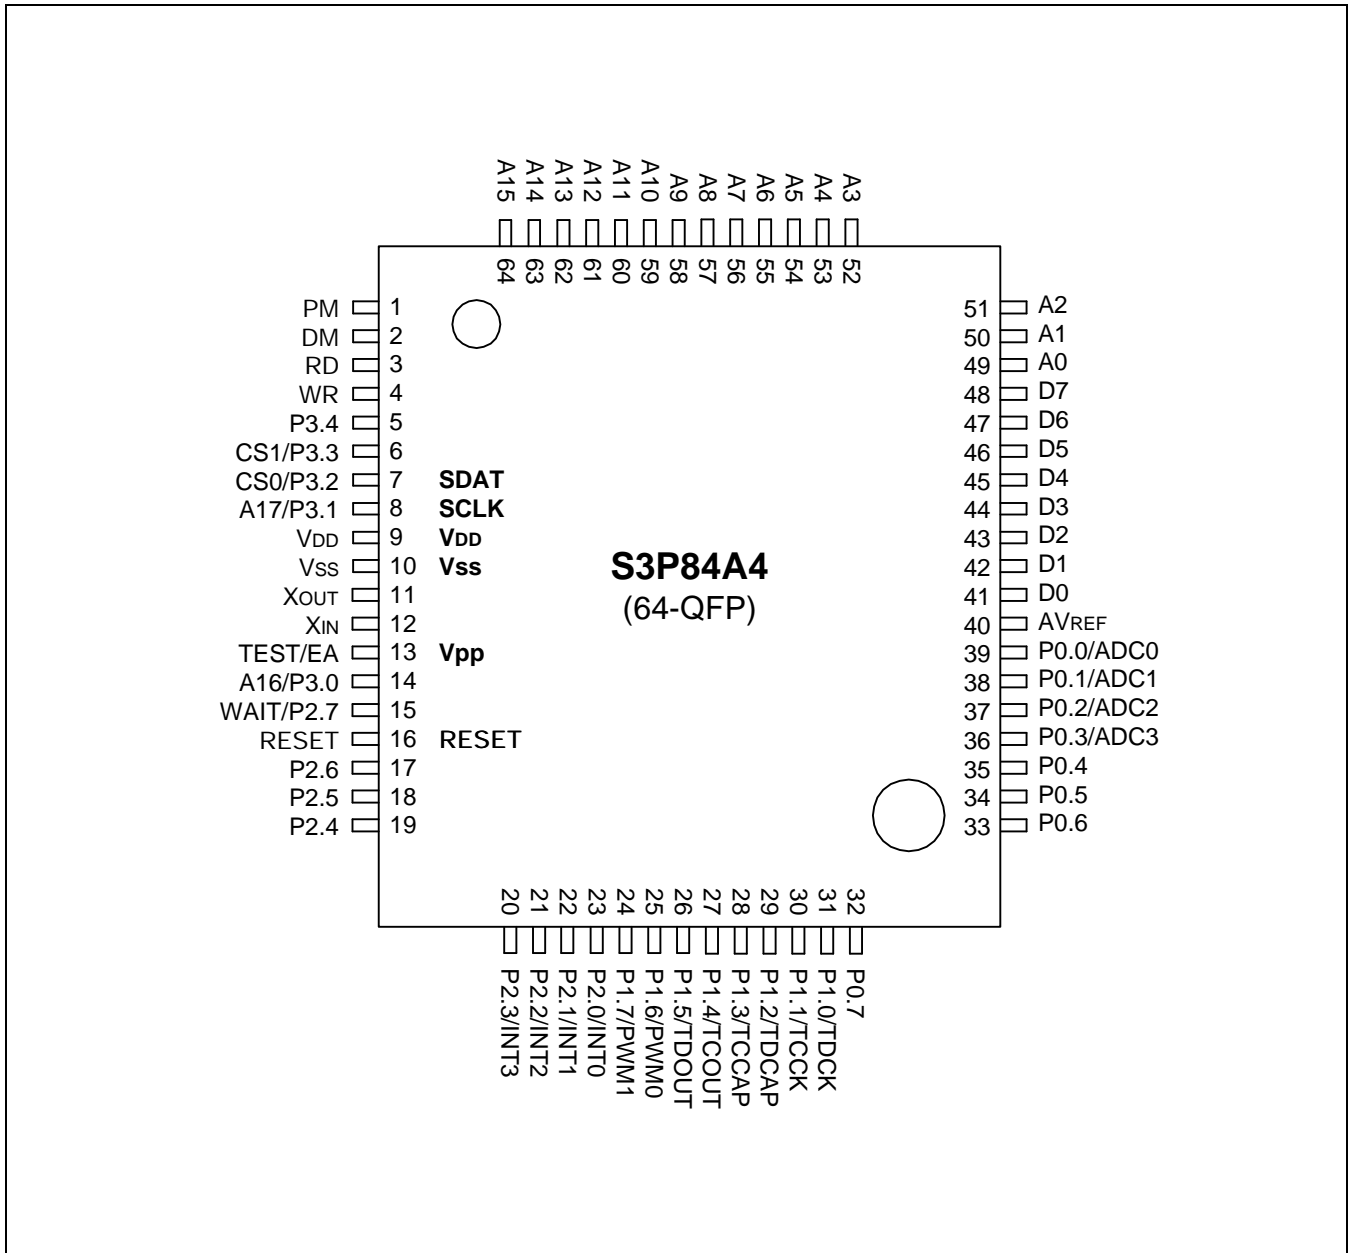 A15 A14 A13 A12 A11 A10 A9 A8 A7 A6 A5 A4 A3
64 63 62 61 60 59 58 57 56 55 54 53 52
PM 1 51 A2
DM 2 50 A1
RD 3 49 A0
WR 4 48 D7
P3.4 5 47 D6
CS1/P3.3 6 46 D5
CS0/P3.2 7 SDAT 45 D4
A17/P3.1 8 SCLK 44 D3
VDD 9 VDD 43 D2
VSS 10 Vss 42 D1
XOUT 11 41 D0
XIN 12 40 AVREF
TEST/EA 13 Vpp 39 P0.0/ADC0
A16/P3.0 14 38 P0.1/ADC1
WAIT/P2.7 15 37 P0.2/ADC2
RESET 16 RESET 36 P0.3/ADC3
P2.6 17 35 P0.4
P2.5 18 34 P0.5
P2.4 19 33 P0.6
S3P84A4
(64-QFP)
20 21 22 23 24 25 26 27 28 29 30 31 32
P2.3/INT3
P2.2/INT2
P2.1/INT1
P2.0/INT0
P1.7/PWM1
P1.6/PWM0
P1.5/TDOUT
P1.4/TCOUT
P1.3/TCCAP
P1.2/TDCAP
P1.1/TCCK
P1.0/TDCK
P0.7